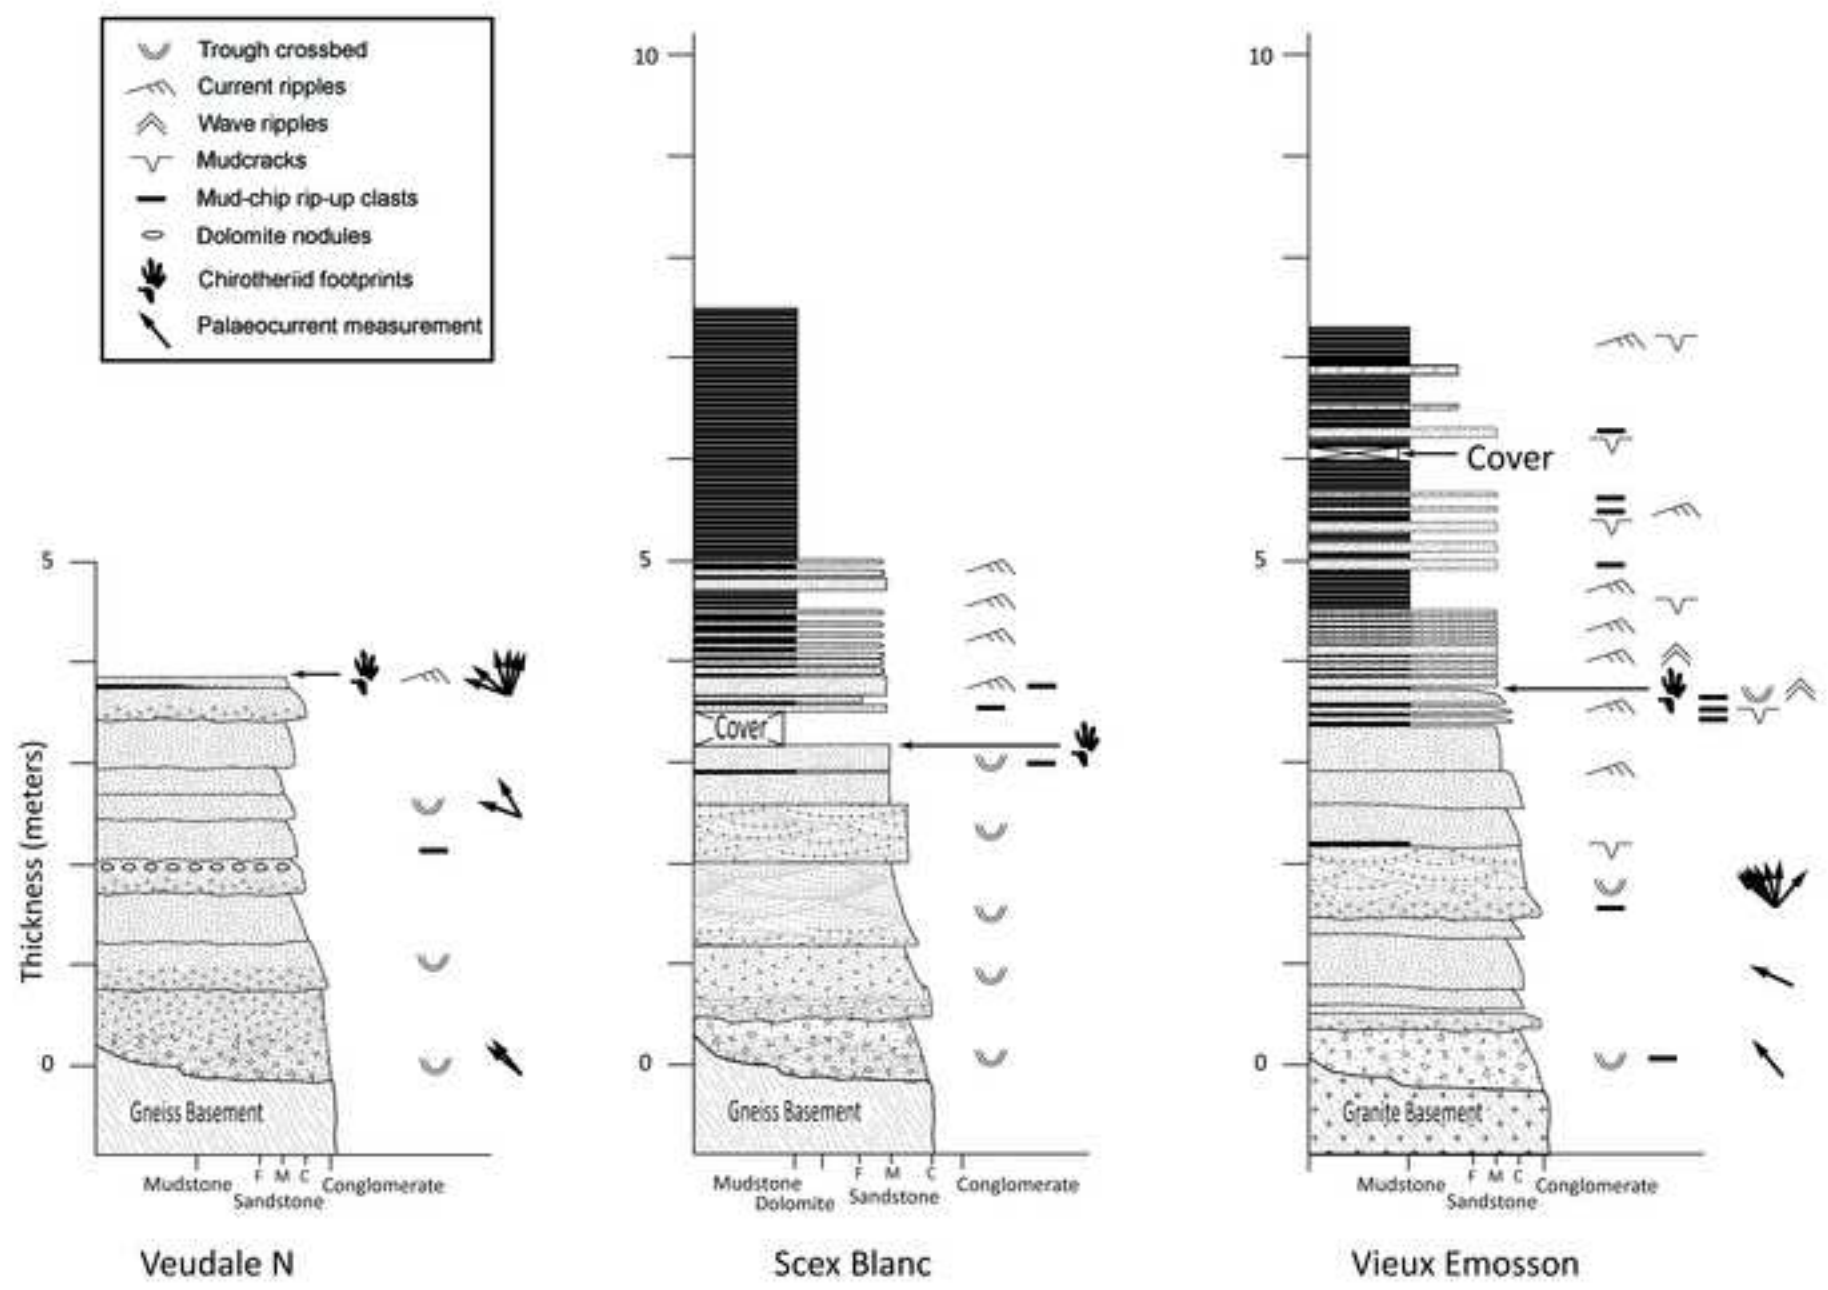 Trough crossbed
Current ripples
Wave ripples
Mudcracks
Mud-chip rip-up clasts
Dolomite nodules
Chirotheriid footprints
Palaeocurrent measurement
Thickness (meters)
5
0
Gneiss Basement
F M C
Mudstone Conglomerate
Sandstone
Veudale N
10
5
0
Cover
Gneiss Basement
F M C
Mudstone Sandstone Conglomerate
Dolomite
Scex Blanc
10
5
0
Cover
Granite Basement
F M C
Mudstone Conglomerate
Sandstone
Vieux Emosson